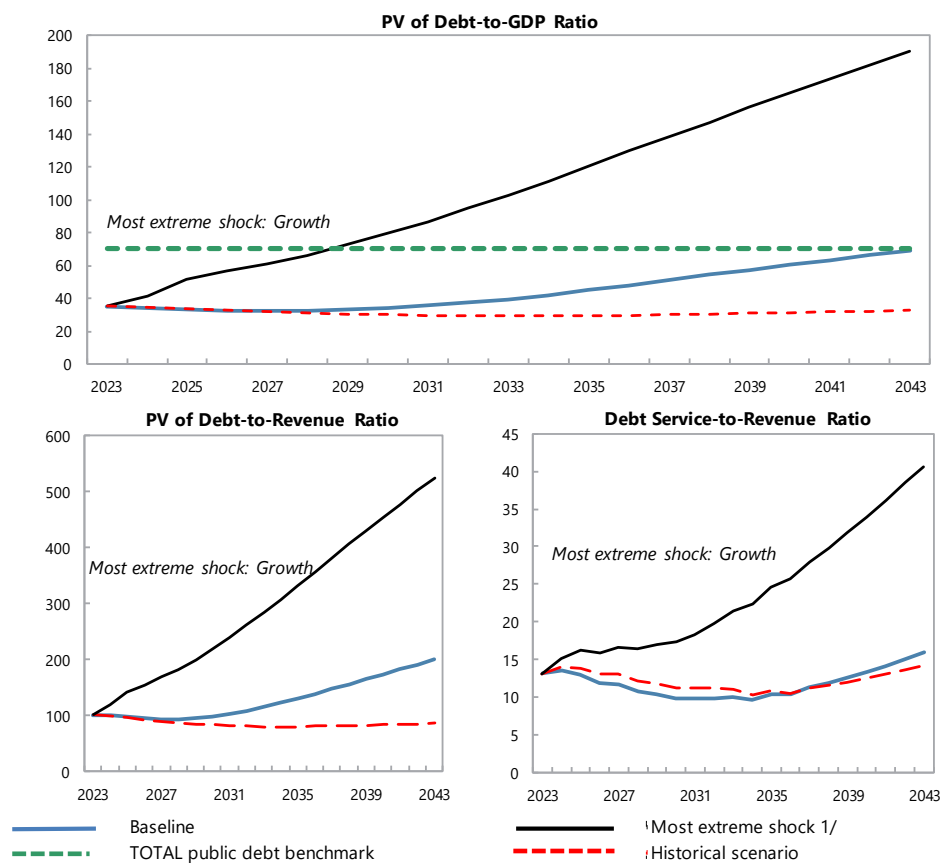 PV of Debt-to-GDP Ratio
200
180
160
140
120
100
80
60
40
20
0
Most extreme shock: Growth
2023 2025 2027 2029 2031 2033 2035 2037 2039 2041 2043
PV of Debt-to-Revenue Ratio
600
500
400
300
200
100
0
Most extreme shock: Growth
2023 2027 2031 2035 2039 2043
Debt Service-to-Revenue Ratio
45
40
35
30
25
20
15
10
5
0
Most extreme shock: Growth
2023 2027 2031 2035 2039 2043
Baseline
Most extreme shock 1/
TOTAL public debt benchmark
Historical scenario